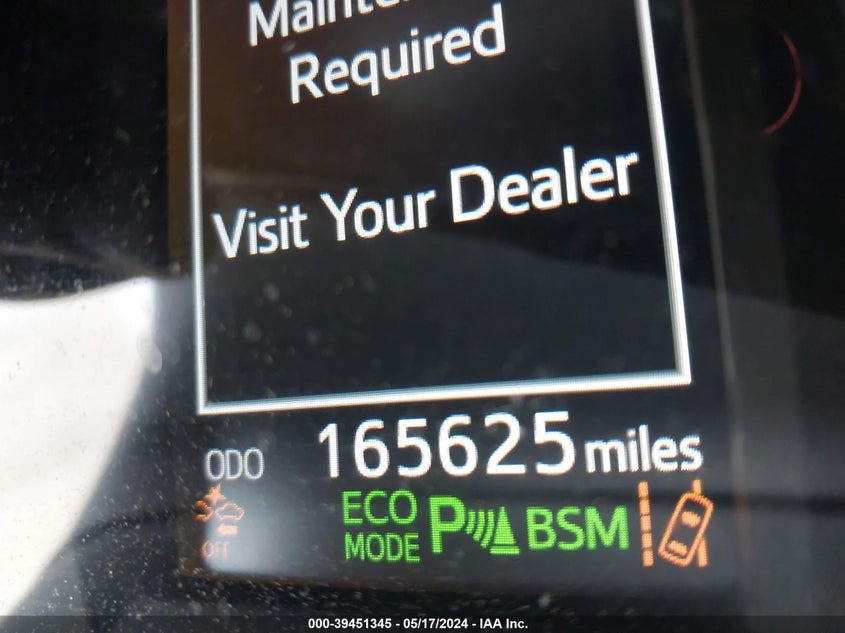 Required
Visit Your Dealer
ODO 165625 miles
ECO MODE P BSM
OFF
000-39451345 - 05/17/2024 - IAA Inc.